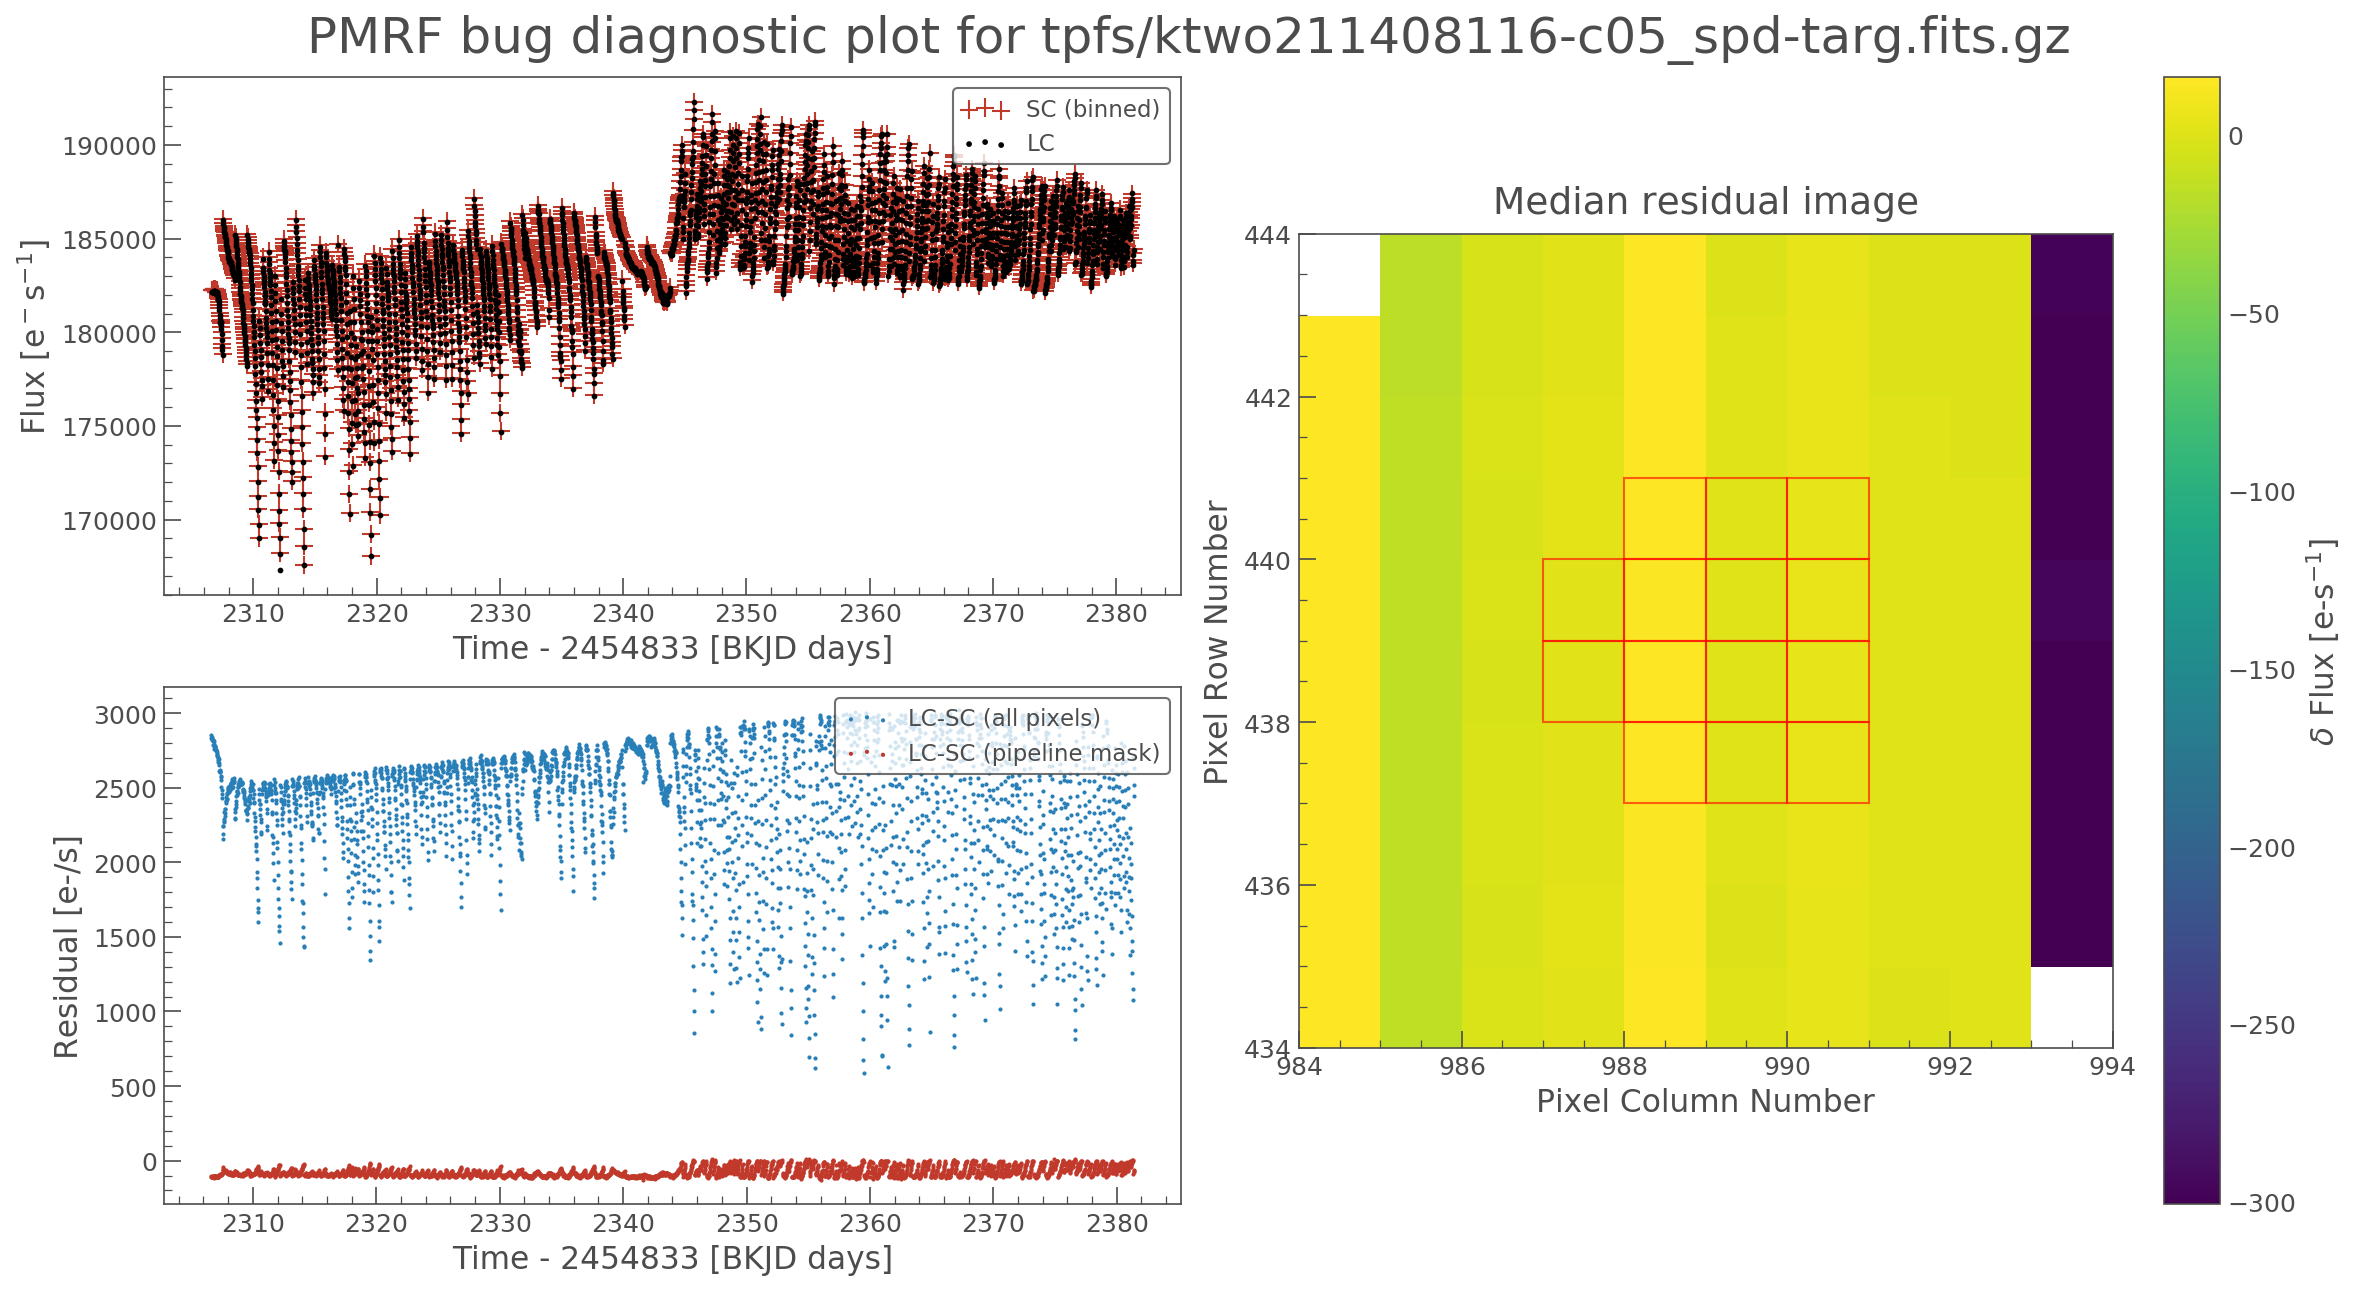 PMRF bug diagnostic plot for tpfs/ktwo211408116-c05_spd-targ.fits.gz
SC (binned)
LC
190000
185000
180000
175000
170000
Flux [e⁻ s⁻¹]
2310 2320 2330 2340 2350 2360 2370 2380
Time - 2454833 [BKJD days]
LC-SC (all pixels)
LC-SC (pipeline mask)
3000
2500
2000
1500
1000
500
0
Residual [e-/s]
2310 2320 2330 2340 2350 2360 2370 2380
Time - 2454833 [BKJD days]
Median residual image
444
442
440
438
436
434
Pixel Row Number
984 986 988 990 992 994
Pixel Column Number
0
−50
−100
−150
−200
−250
−300
δ Flux [e-s⁻¹]